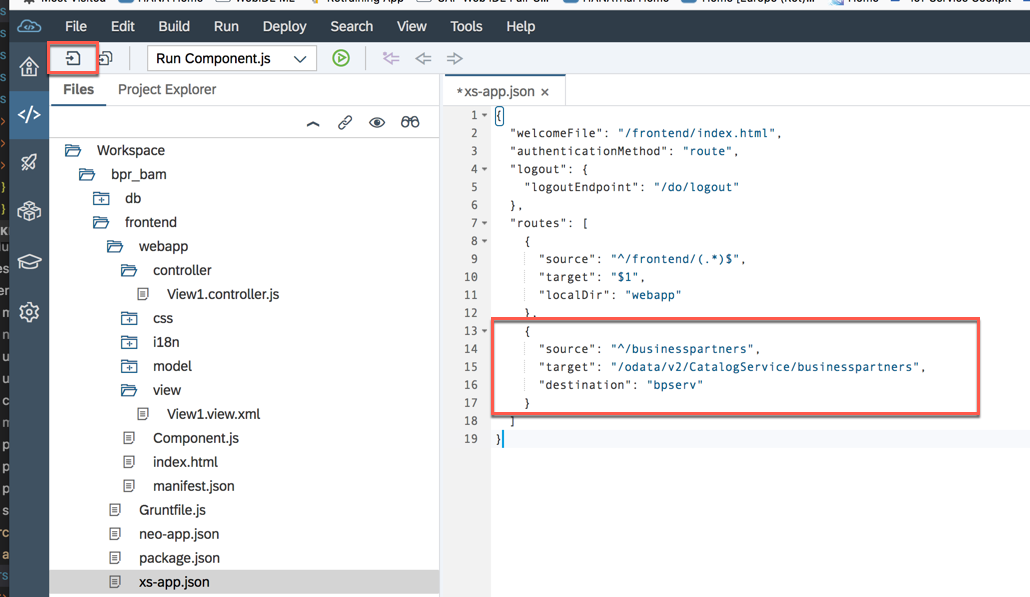 File Edit Build Run Deploy Search View Tools Help
Run Component.js
Files Project Explorer
*xs-app.json ×
Workspace
bpr_bam
db
frontend
webapp
controller
View1.controller.js
css
i18n
model
view
View1.view.xml
Component.js
index.html
manifest.json
Gruntfile.js
neo-app.json
package.json
xs-app.json
1 {
2 "welcomeFile": "/frontend/index.html",
3 "authenticationMethod": "route",
4 "logout": {
5 "logoutEndpoint": "/do/logout"
6 },
7 "routes": [
8 {
9 "source": "^/frontend/(.*)$",
10 "target": "$1",
11 "localDir": "webapp"
12 },
13 {
14 "source": "^/businesspartners",
15 "target": "/odata/v2/CatalogService/businesspartners",
16 "destination": "bpserv"
17 }
18 ]
19 }